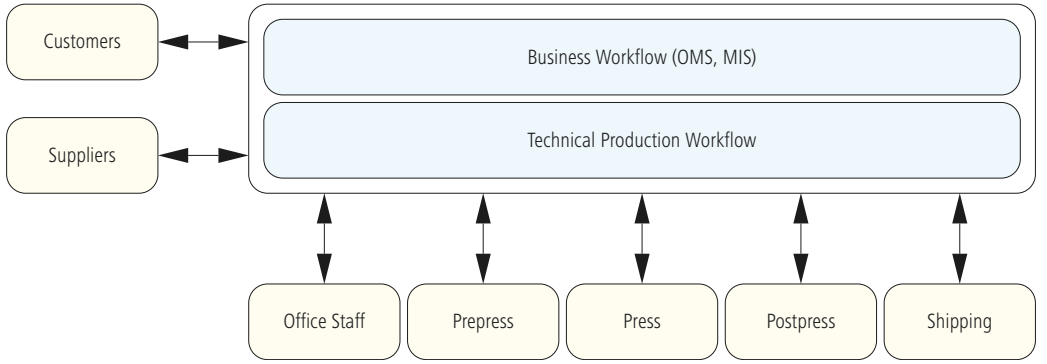 Customers
Business Workflow (OMS, MIS)
Technical Production Workflow
Suppliers
Office Staff
Prepress
Press
Postpress
Shipping